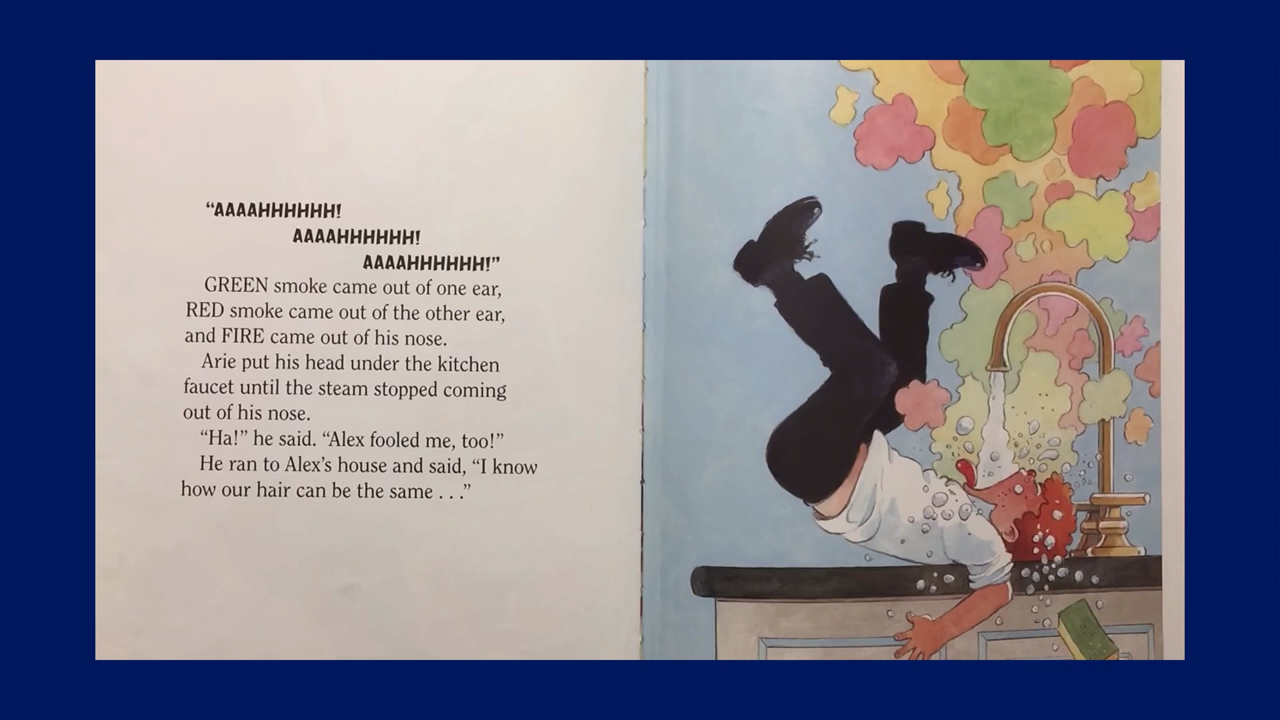 “AAAAHHHHHH!
AAAAHHHHHH!
AAAAHHHHHH!”
GREEN smoke came out of one ear,
RED smoke came out of the other ear,
and FIRE came out of his nose.
Arie put his head under the kitchen
faucet until the steam stopped coming
out of his nose.
“Ha!” he said. “Alex fooled me, too!”
He ran to Alex’s house and said, “I know
how our hair can be the same . . .”